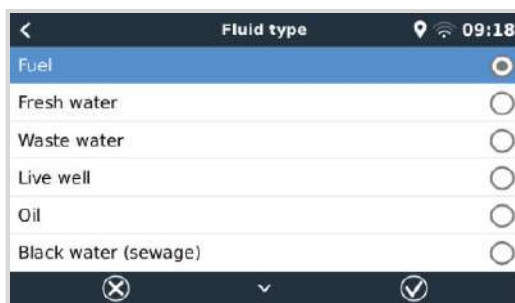 Fluid type 09:18
Fuel
Fresh water
Waste water
Live well
Oil
Black water (sewage)